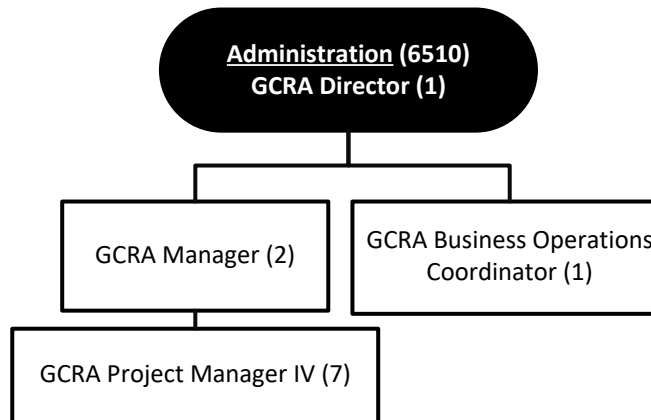 Administration (6510)
GCRA Director (1)
GCRA Manager (2)
GCRA Business Operations
Coordinator (1)
GCRA Project Manager IV (7)